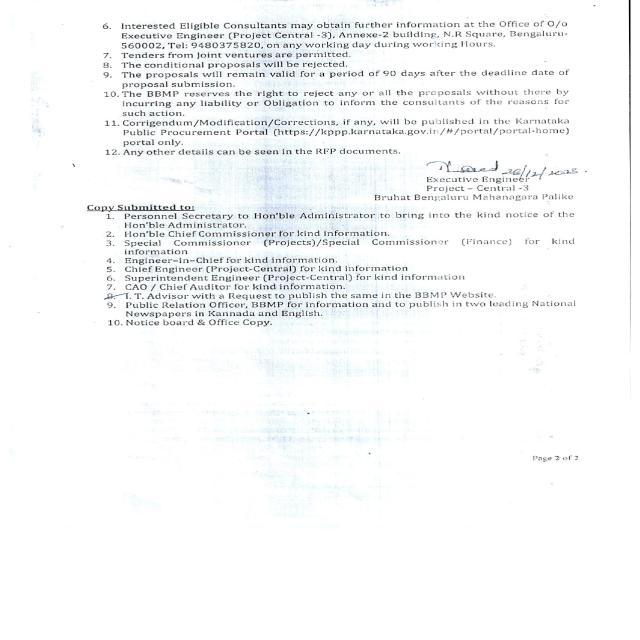 6. Interested Eligible Consultants may obtain further information at the Office of O/o
Executive Engineer (Project Central -3), Annexe-2 building, N.R Square, Bengaluru-
560002, Tel: 9480375820, on any working day during working Hours.
7. Tenders from joint ventures are permitted.
8. The conditional proposals will be rejected.
9. The proposals will remain valid for a period of 90 days after the deadline date of
proposal submission.
10. The BBMP reserves the right to reject any or all the proposals without there by
incurring any liability or Obligation to inform the consultants of the reasons for
such action.
11. Corrigendum/Modification/Corrections, if any, will be published in the Karnataka
Public Procurement Portal (https://kppp.karnataka.gov.in/#/portal/portal-home)
portal only.
12. Any other details can be seen in the RFP documents.
Executive Engineer
Project – Central -3
Bruhat Bengaluru Mahanagara Palike
Copy Submitted to:
1. Personnel Secretary to Hon'ble Administrator to bring into the kind notice of the
Hon'ble Administrator.
2. Hon'ble Chief Commissioner for kind information.
3. Special Commissioner (Projects)/Special Commissioner (Finance) for kind
information
4. Engineer-in-Chief for kind information.
5. Chief Engineer (Project-Central) for kind information
6. Superintendent Engineer (Project-Central) for kind information
7. CAO / Chief Auditor for kind information.
8. I. T. Advisor with a Request to publish the same in the BBMP Website.
9. Public Relation Officer, BBMP for information and to publish in two leading National
Newspapers in Kannada and English.
10. Notice board & Office Copy.
Page 2 of 2